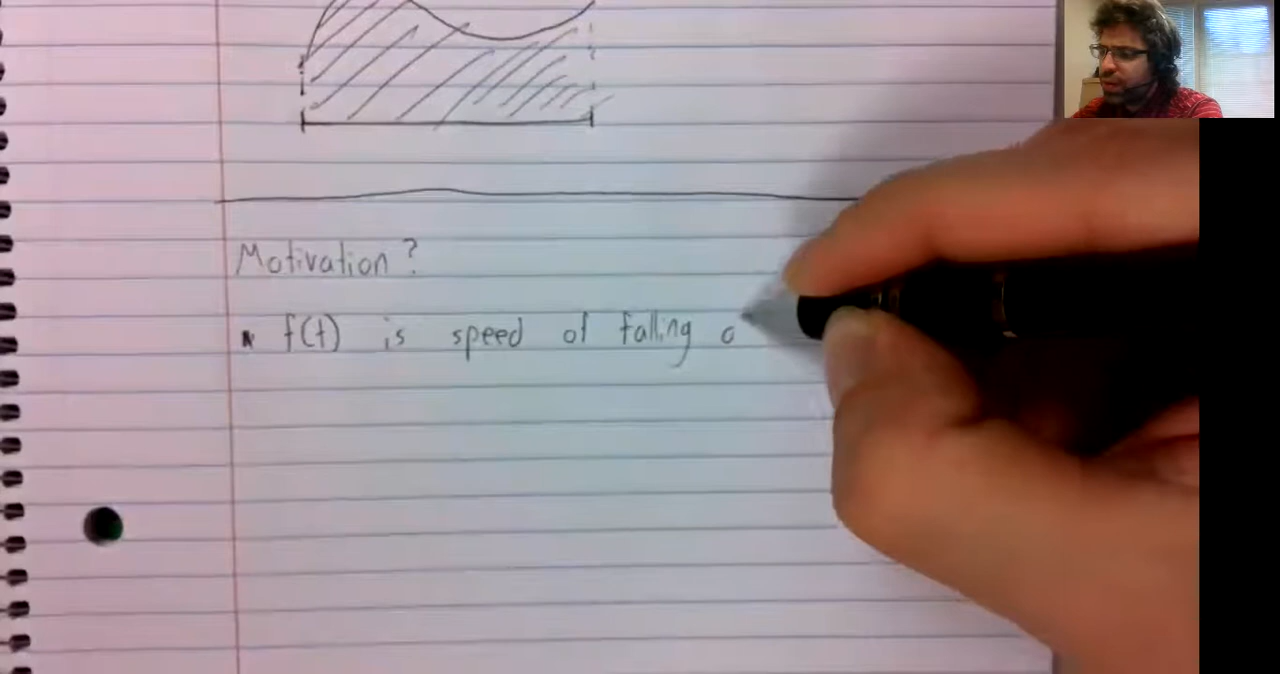 Motivation?
f(t) is speed of falling o